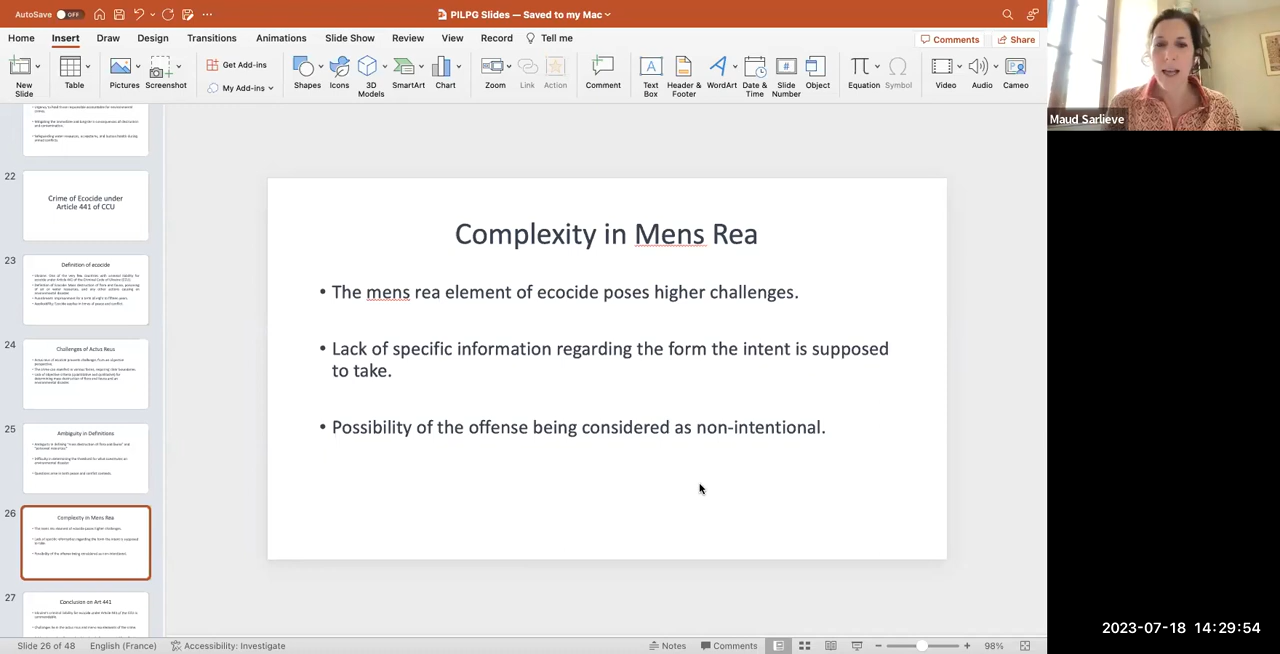 AutoSave OFF
PILPG Slides — Saved to my Mac
Home Insert Draw Design Transitions Animations Slide Show Review View Record Tell me
Comments Share
New Slide
Table
Pictures
Screenshot
Get Add-ins
My Add-ins
Shapes
Icons
3D Models
SmartArt
Chart
Zoom
Link
Action
Comment
Text Box
Header & Footer
WordArt
Date & Time
Slide Number
Object
Equation
Symbol
Video
Audio
Cameo
Maud Sarlieve
22
Crime of Ecocide under
Article 441 of CCU
23
Definition of ecocide
24
Challenges of Actus Reus
25
Ambiguity in Definitions
26
Complexity in Mens Rea
27
Conclusion on Art 441
Complexity in Mens Rea
• The mens rea element of ecocide poses higher challenges.
• Lack of specific information regarding the form the intent is supposed
to take.
• Possibility of the offense being considered as non-intentional.
2023-07-18 14:29:54
Slide 26 of 48 English (France) Accessibility: Investigate Notes Comments 98%